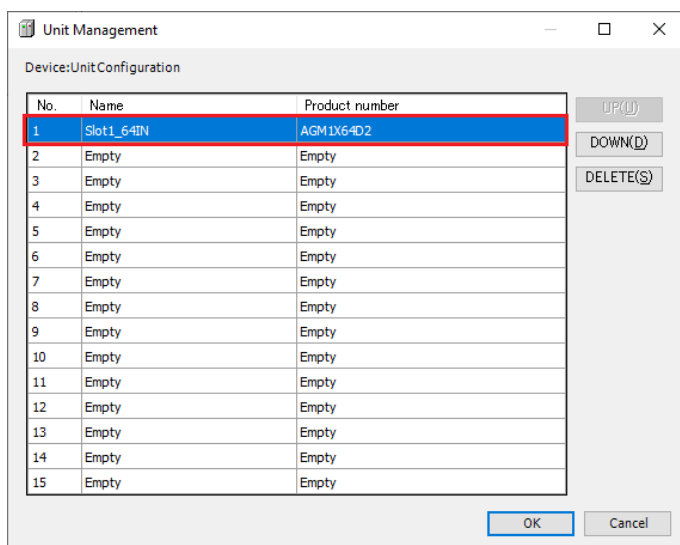 Unit Management
Device:UnitConfiguration
No. Name Product number
1 Slot1_64IN AGM1X64D2
2 Empty Empty
3 Empty Empty
4 Empty Empty
5 Empty Empty
6 Empty Empty
7 Empty Empty
8 Empty Empty
9 Empty Empty
10 Empty Empty
11 Empty Empty
12 Empty Empty
13 Empty Empty
14 Empty Empty
15 Empty Empty
UP(U)
DOWN(D)
DELETE(S)
OK Cancel